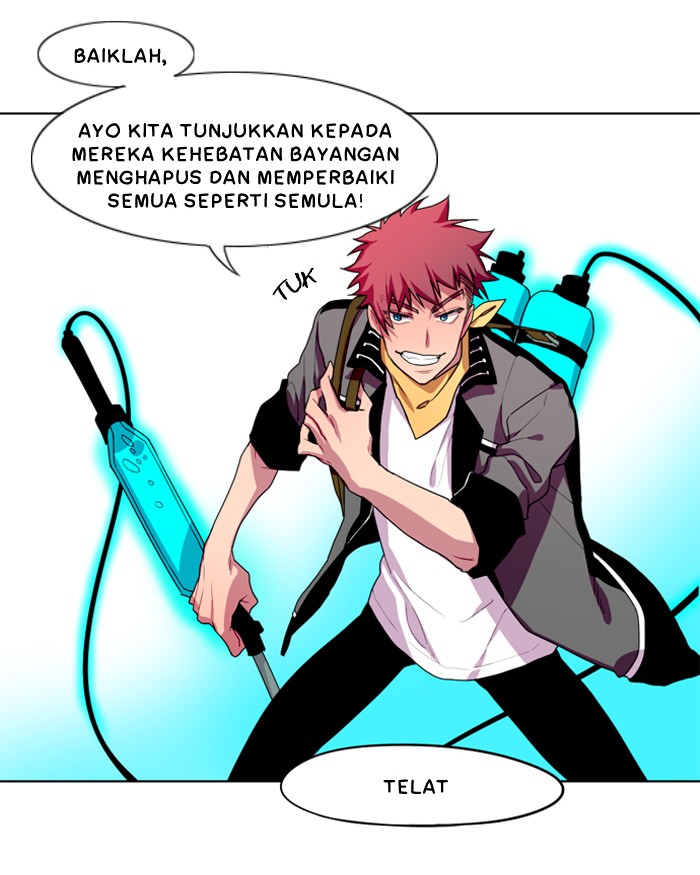 BAIKLAH,
AYO KITA TUNJUKKAN KEPADA
MEREKA KEHEBATAN BAYANGAN
MENGHAPUS DAN MEMPERBAIKI
SEMUA SEPERTI SEMULA!
TUK
TELAT